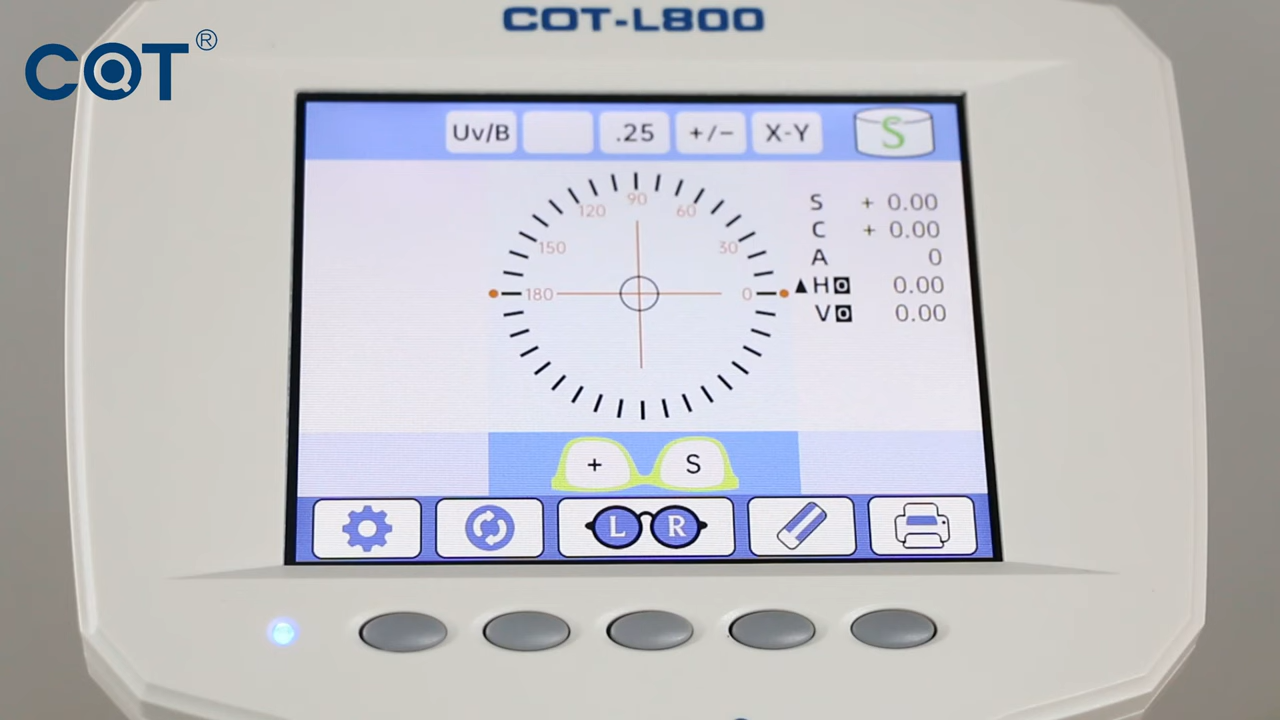 COT-L800
CQT®
Uv/B .25 +/- X-Y S
90
120 60
150 30
180 0
S + 0.00
C + 0.00
A 0
▲H O 0.00
V O 0.00
+ S
L R